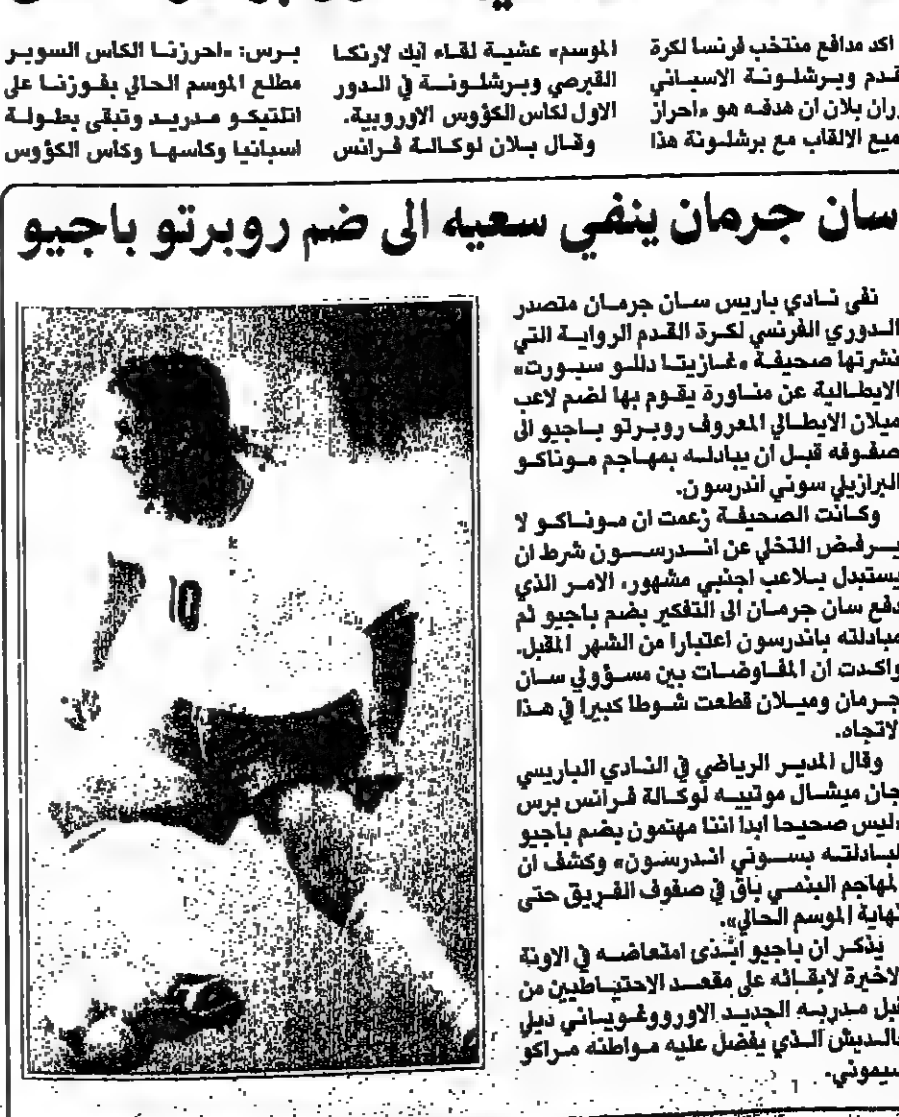 اكد مدافع منتخب فرنسا لكرة
وبرشلونة الاسباني
بلان ان هدفه هو «احراز
الالقاب مع برشلونة هذا
الموسم» عشية لقاء ايك لارنكا
القبرصي وبرشلونة في الدور
الاول لكاس الكؤوس الاوروبية.
وقال بلان لوكالة فرانس
برس: «احرزنا الكاس السوبر
مطلع الموسم الحالي بفوزنا على
اتلتيكو مدريد وتبقى بطولة
اسبانيا وكاسها وكاس الكؤوس
سان جرمان ينفي سعيه الى ضم روبرتو باجيو
نفى نادي باريس سان جرمان متصدر
الدوري الفرنسي لكرة القدم الرواية التي
نشرتها صحيفة «غازيتا دللو سبورت»
الايطالية عن مناورة يقوم بها لضم لاعب
ميلان الايطالي المعروف روبرتو باجيو الى
صفوفه قبل ان يبادله بمهاجم موناكو
البرازيلي سوني اندرسون.
وكانت الصحيفة زعمت ان موناكو لا
يرفض التخلي عن اندرسون شرط ان
يستبدل بلاعب اجنبي مشهور، الامر الذي
دفع سان جرمان الى التفكير بضم باجيو ثم
مبادلته باندرسون اعتبارا من الشهر المقبل.
واكدت ان المفاوضات بين مسؤولي سان
جرمان وميلان قطعت شوطا كبيرا في هذا
الاتجاه.
وقال المدير الرياضي في النادي الباريسي
جان ميشال موتييه لوكالة فرانس برس
«ليس صحيحا ابدا اننا مهتمون بضم باجيو
لمبادلته بسوني اندرسون» وكشف ان
المهاجم البنمي باق في صفوف الفريق حتى
نهاية الموسم الحالي».
يذكر ان باجيو ابدى امتعاضه في الاونة
الاخيرة لابقائه على مقعد الاحتياطيين من
قبل مدربه الجديد الاوروغوياني
الذي يفضل عليه مواطنه مراكو
سيموني.
10